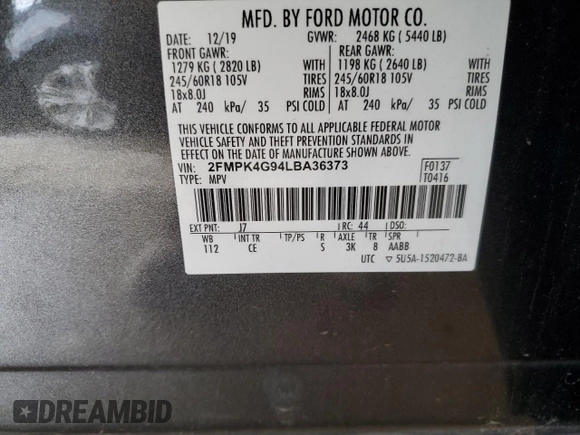 MFD. BY FORD MOTOR CO.
DATE: 12/19 GVWR: 2468 KG ( 5440 LB)
FRONT GAWR: REAR GAWR:
1279 KG ( 2820 LB) WITH 1198 KG ( 2640 LB) WITH
245/60R18 105V TIRES 245/60R18 105V TIRES
18x8.0J RIMS 18x8.0J RIMS
AT 240 kPa/ 35 PSI COLD AT 240 kPa/ 35 PSI COLD
THIS VEHICLE CONFORMS TO ALL APPLICABLE FEDERAL MOTOR
VEHICLE SAFETY AND THEFT PREVENTION STANDARDS IN
EFFECT ON THE DATE OF MANUFACTURE SHOWN ABOVE.
VIN: 2FMPK4G94LBA36373 F0137
TYPE: MPV T0416
EXT PNT: J7 RC: 44 DSO:
WB INT TR TP/PS R AXLE TR SPR
112 CE S 3K 8 AABB
UTC ▽ 5U5A-1520472-BA
DREAMBID